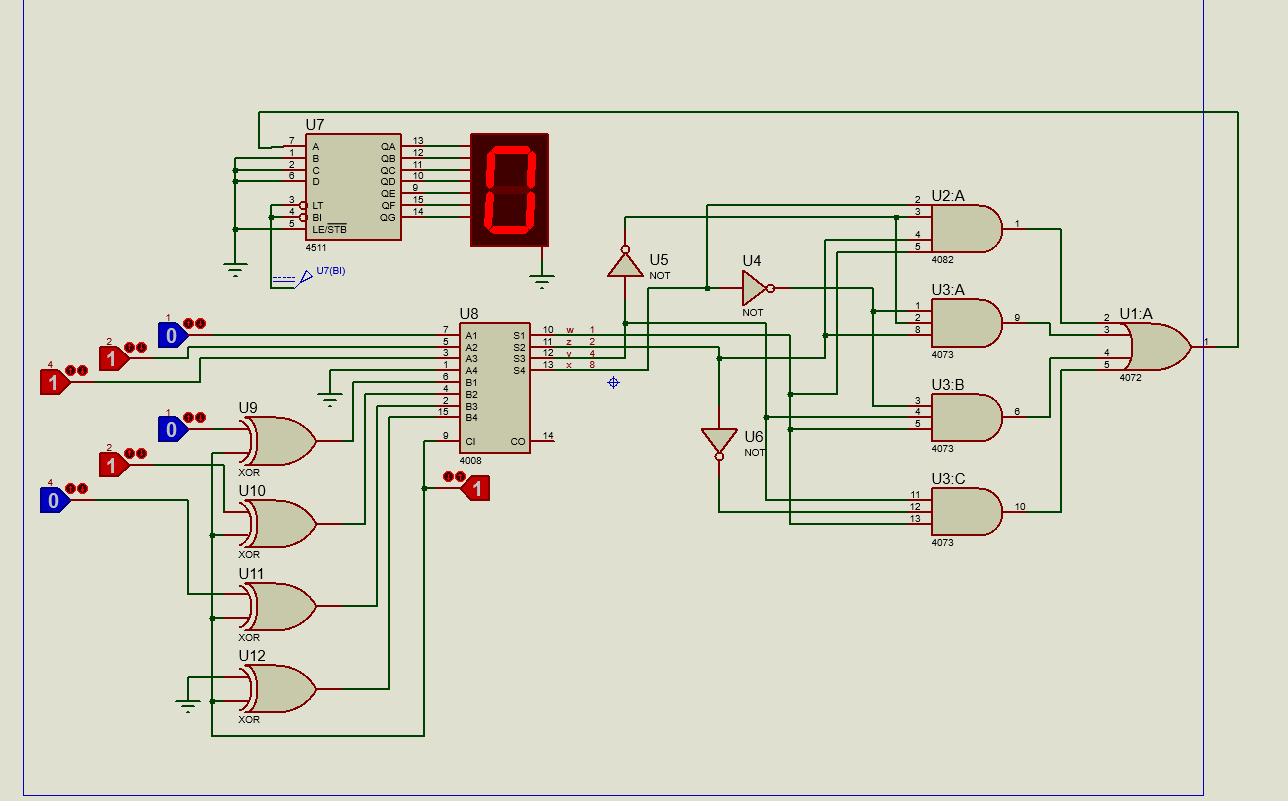 U7
7 A QA 13
1 B QB 12
2 C QC 11
6 D QD 10
QE 9
3 LT QF 15
4 BI QG 14
5 LE/STB
4511
U7(BI)
0
U5
NOT
U4
NOT
U6
NOT
U2:A
2
3
4
5
1
4082
U3:A
1
2
8
9
4073
U3:B
3
4
5
6
4073
U3:C
11
12
13
10
4073
U1:A
2
3
4
5
1
4072
U8
7 A1 S1 10 w 1
5 A2 S2 11 z 2
3 A3 S3 12 y 4
1 A4 S4 13 x 8
6 B1
4 B2
2 B3
15 B4
9 CI CO 14
4008
1
1
0
2
1
4
1
1
0
2
1
4
0
U9
XOR
U10
XOR
U11
XOR
U12
XOR